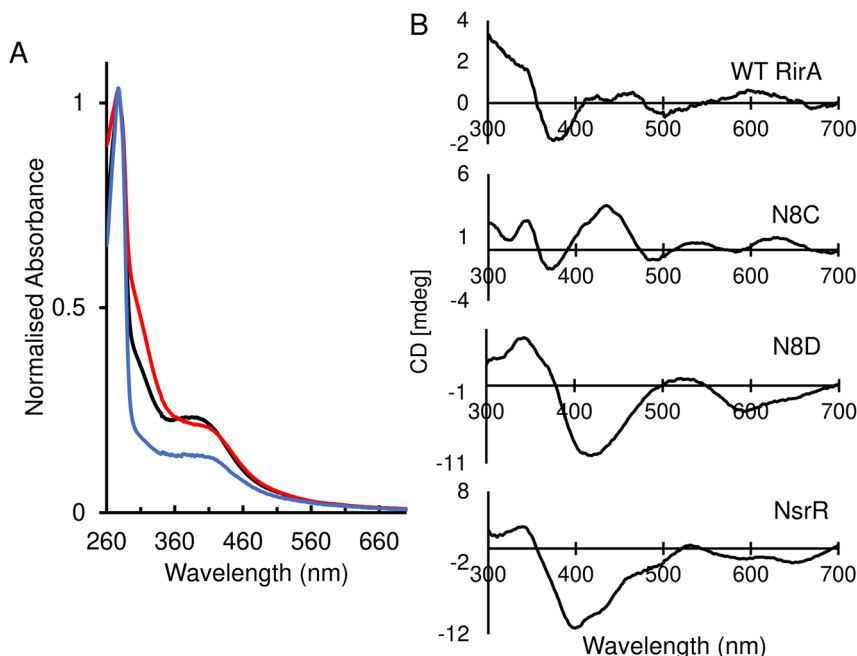 A
1
0.5
0
260 360 460 560 660
Normalised Absorbance
Wavelength (nm)
B
4
2
0
-2
WT RirA
300 400 500 600 700
6
1
-4
N8C
300 400 500 600 700
-1
-11
N8D
300 400 500 600 700
8
-2
-12
NsrR
300 400 500 600 700
CD [mdeg]
Wavelength (nm)